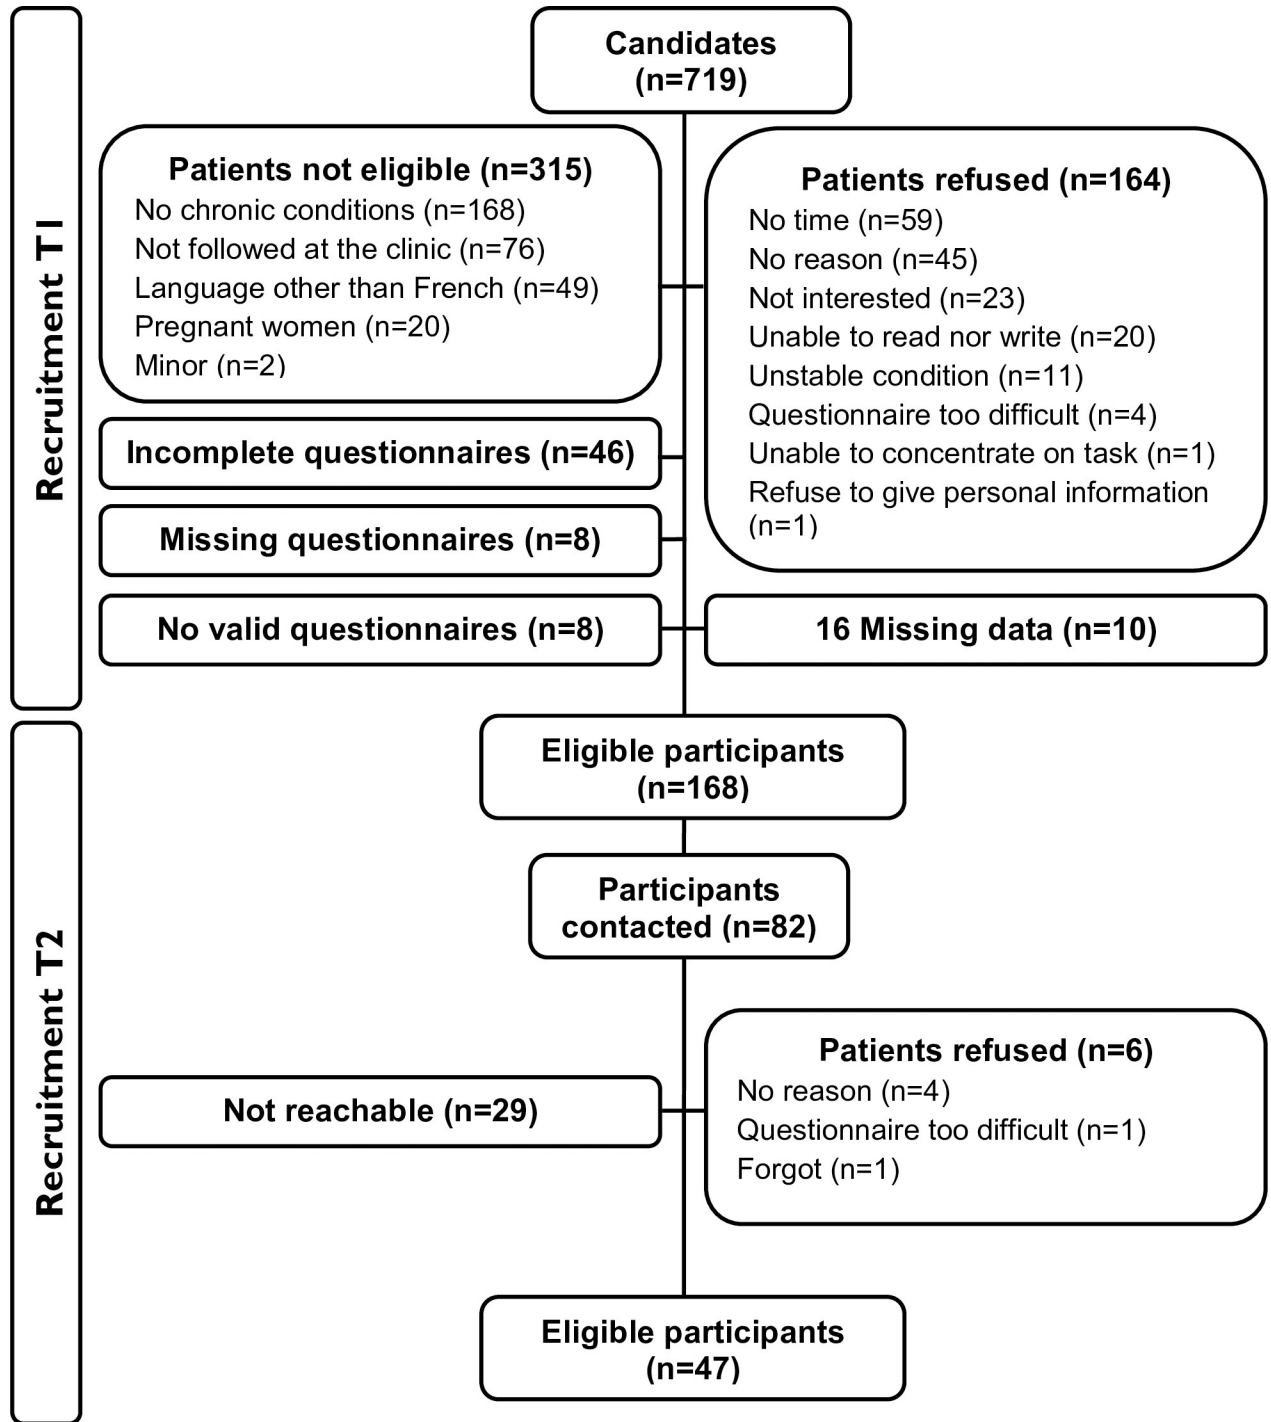 Recruitment T1
Candidates
(n=719)
Patients not eligible (n=315)
No chronic conditions (n=168)
Not followed at the clinic (n=76)
Language other than French (n=49)
Pregnant women (n=20)
Minor (n=2)
Patients refused (n=164)
No time (n=59)
No reason (n=45)
Not interested (n=23)
Unable to read nor write (n=20)
Unstable condition (n=11)
Questionnaire too difficult (n=4)
Unable to concentrate on task (n=1)
Refuse to give personal information
(n=1)
Incomplete questionnaires (n=46)
Missing questionnaires (n=8)
No valid questionnaires (n=8)
16 Missing data (n=10)
Recruitment T2
Eligible participants
(n=168)
Participants
contacted (n=82)
Not reachable (n=29)
Patients refused (n=6)
No reason (n=4)
Questionnaire too difficult (n=1)
Forgot (n=1)
Eligible participants
(n=47)